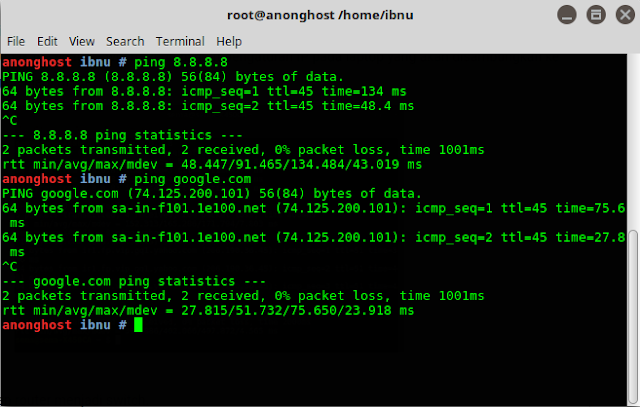 root@anonghost /home/ibnu
File Edit View Search Terminal Help
anonghost ibnu # ping 8.8.8.8
PING 8.8.8.8 (8.8.8.8) 56(84) bytes of data.
64 bytes from 8.8.8.8: icmp_seq=1 ttl=45 time=134 ms
64 bytes from 8.8.8.8: icmp_seq=2 ttl=45 time=48.4 ms
^C
--- 8.8.8.8 ping statistics ---
2 packets transmitted, 2 received, 0% packet loss, time 1001ms
rtt min/avg/max/mdev = 48.447/91.465/134.484/43.019 ms
anonghost ibnu # ping google.com
PING google.com (74.125.200.101) 56(84) bytes of data.
64 bytes from sa-in-f101.1e100.net (74.125.200.101): icmp_seq=1 ttl=45 time=75.6
 ms
64 bytes from sa-in-f101.1e100.net (74.125.200.101): icmp_seq=2 ttl=45 time=27.8
 ms
^C
--- google.com ping statistics ---
2 packets transmitted, 2 received, 0% packet loss, time 1001ms
rtt min/avg/max/mdev = 27.815/51.732/75.650/23.918 ms
anonghost ibnu #